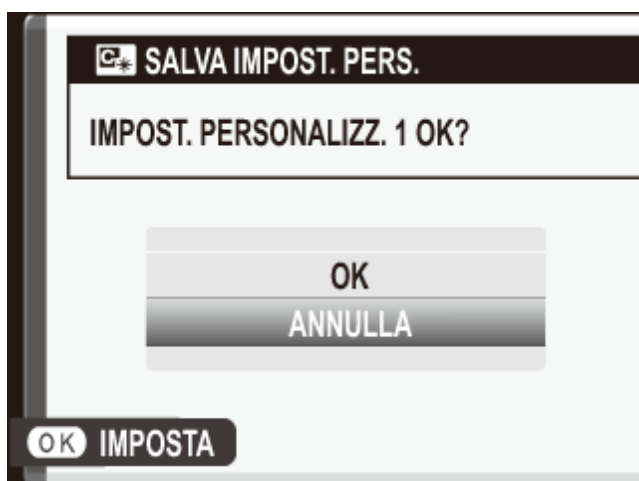 C SALVA IMPOST. PERS.
IMPOST. PERSONALIZZ. 1 OK?
OK
ANNULLA
OK IMPOSTA